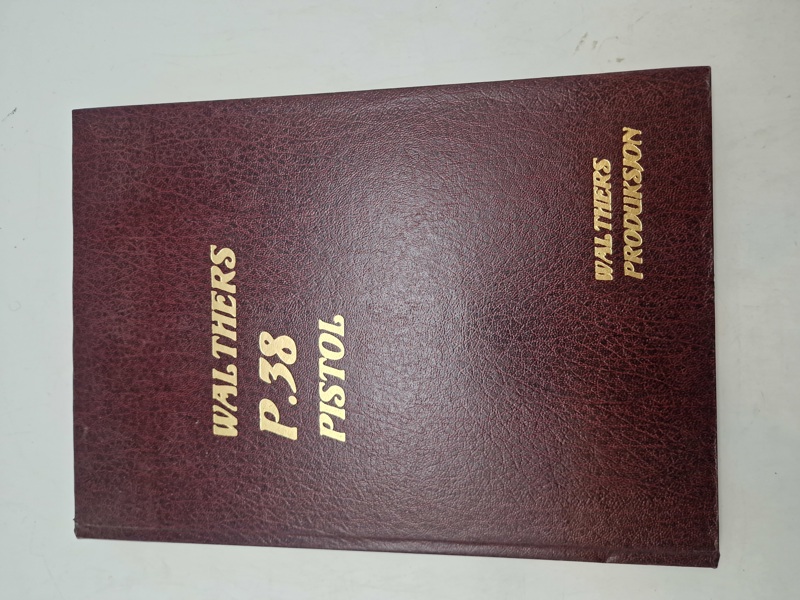 WALTHERS
P.38
PISTOL
WALTHERS
PRODUKSJON